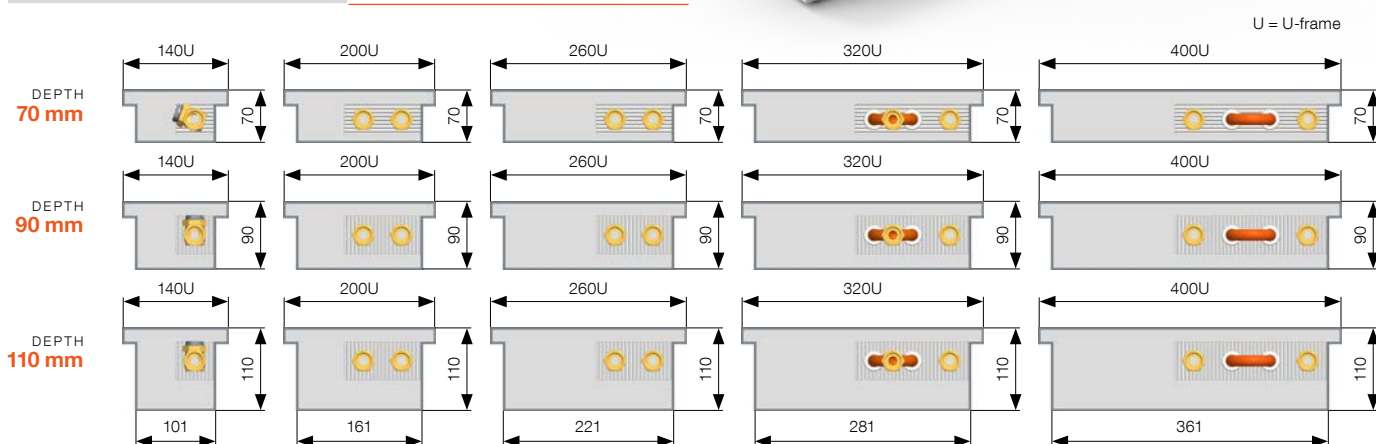 U = U-frame
140U 200U 260U 320U 400U
DEPTH
70 mm
70 70 70 70 70
140U 200U 260U 320U 400U
DEPTH
90 mm
90 90 90 90 90
140U 200U 260U 320U 400U
DEPTH
110 mm
110 110 110 110 110
101 161 221 281 361